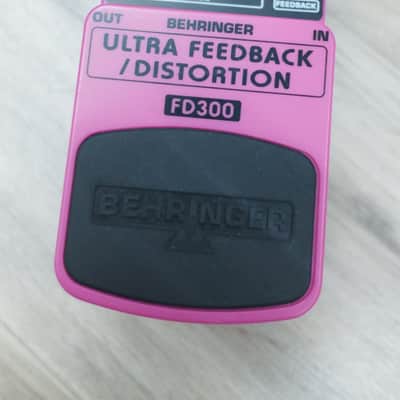 FEEDBACK
OUT BEHRINGER IN
ULTRA FEEDBACK
/DISTORTION
FD300
BEHRINGER